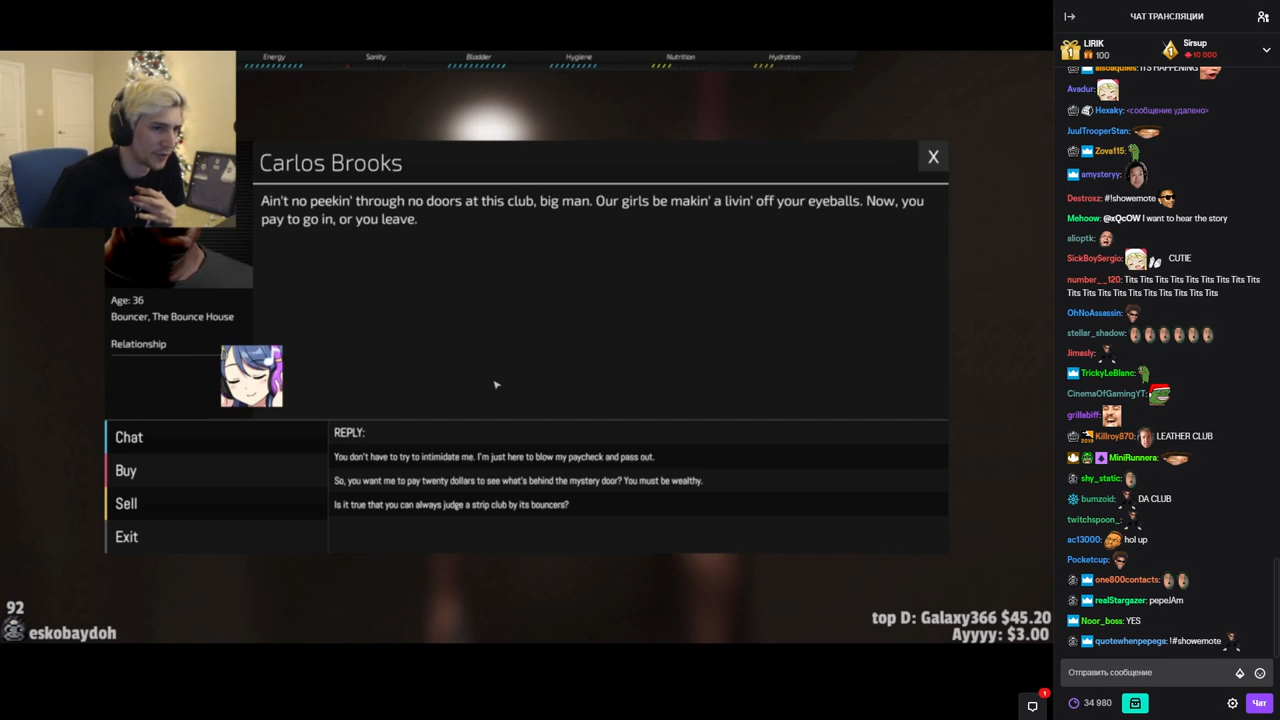 Energy
Sanity
Bladder
Hygiene
Nutrition
Hydration
Carlos Brooks
X
Ain't no peekin' through no doors at this club, big man. Our girls be makin' a livin' off your eyeballs. Now, you
pay to go in, or you leave.
Age: 36
Bouncer, The Bounce House
Relationship
Chat
Buy
Sell
Exit
REPLY:
You don't have to try to intimidate me. I'm just here to blow my paycheck and pass out.
So, you want me to pay twenty dollars to see what's behind the mystery door? You must be wealthy.
Is it true that you can always judge a strip club by its bouncers?
92
eskobaydoh
top D: Galaxy366 $45.20
Ayyyy: $3.00
ЧАТ ТРАНСЛЯЦИИ
1
LIRIK
100
1
Sirsup
10 000
alsoaquiles: ITS HAPPENING
Avadur:
Hexaky: <сообщение удалено>
JuulTrooperStan:
Zova115:
amysteryy:
Destroxz: #!showemote
Mehoow: @xQcOW I want to hear the story
alioptk:
SickBoySergio: CUTIE
number__120: Tits Tits Tits Tits Tits Tits Tits Tits Tits
Tits Tits Tits Tits Tits Tits Tits Tits Tits Tits
OhNoAssassin:
stellar_shadow:
Jimasly:
TrickyLeBlanc:
CinemaOfGamingYT:
grillabiff:
Killroy870: LEATHER CLUB
MiniRunnera:
shy_static:
bumzoid: DA CLUB
twitchspoon_:
ac13000: hol up
Pocketcup:
one800contacts:
realStargazer: pepeJAm
Noor_boss: YES
quotewhenpepega: !#showemote
Отправить сообщение
1
34 980
Чат